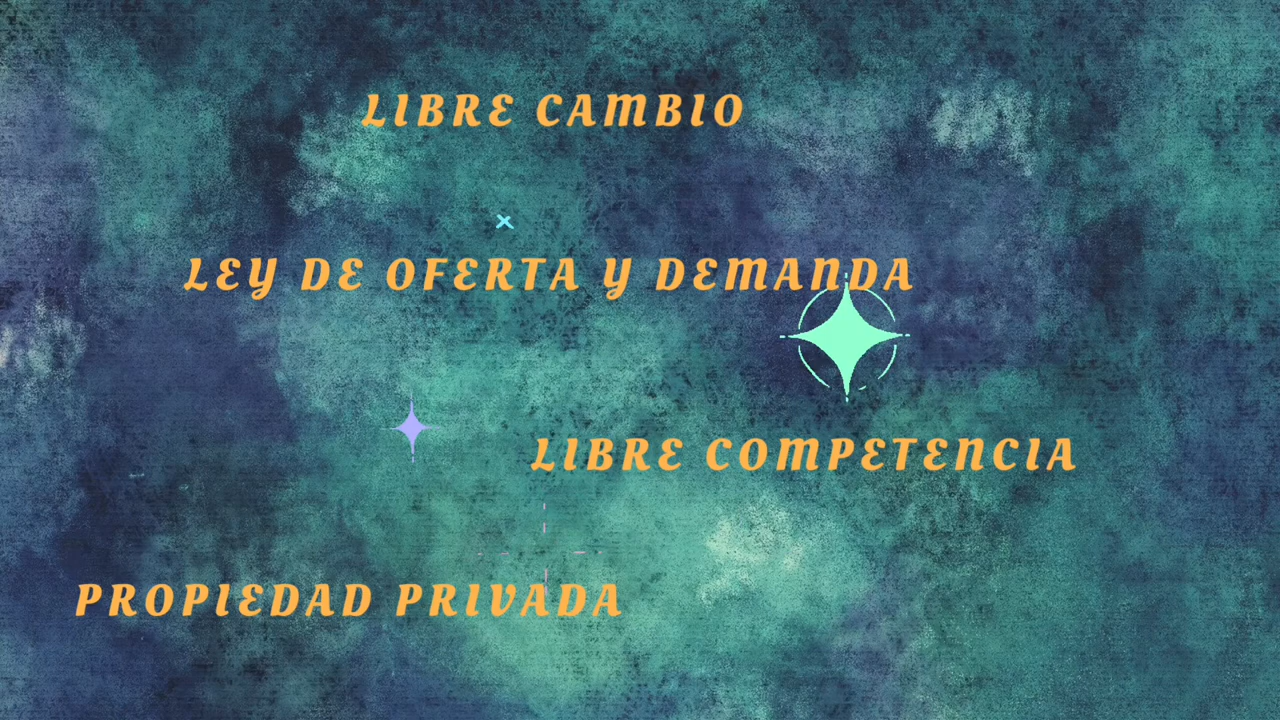 LIBRE CAMBIO
LEY DE OFERTA Y DEMANDA
LIBRE COMPETENCIA
PROPIEDAD PRIVADA